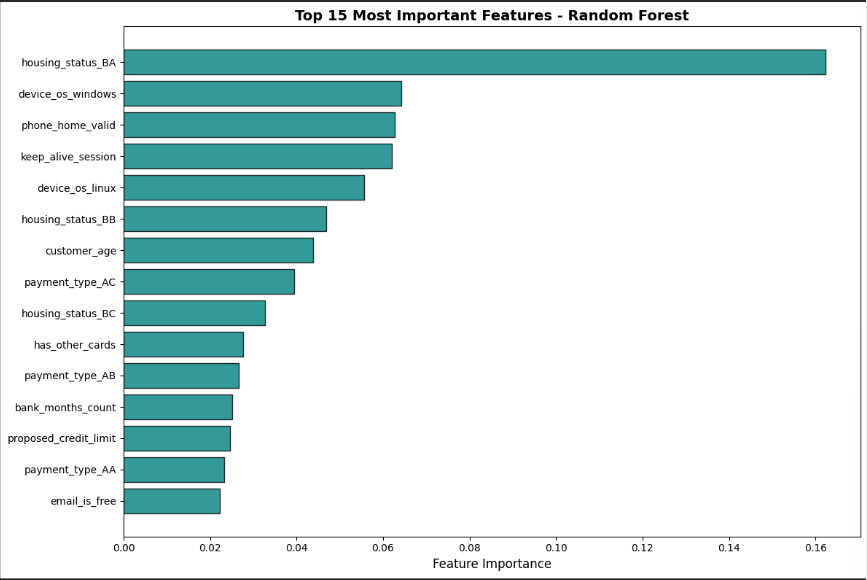 Top 15 Most Important Features - Random Forest
housing_status_BA
device_os_windows
phone_home_valid
keep_alive_session
device_os_linux
housing_status_BB
customer_age
payment_type_AC
housing_status_BC
has_other_cards
payment_type_AB
bank_months_count
proposed_credit_limit
payment_type_AA
email_is_free
0.00 0.02 0.04 0.06 0.08 0.10 0.12 0.14 0.16
Feature Importance